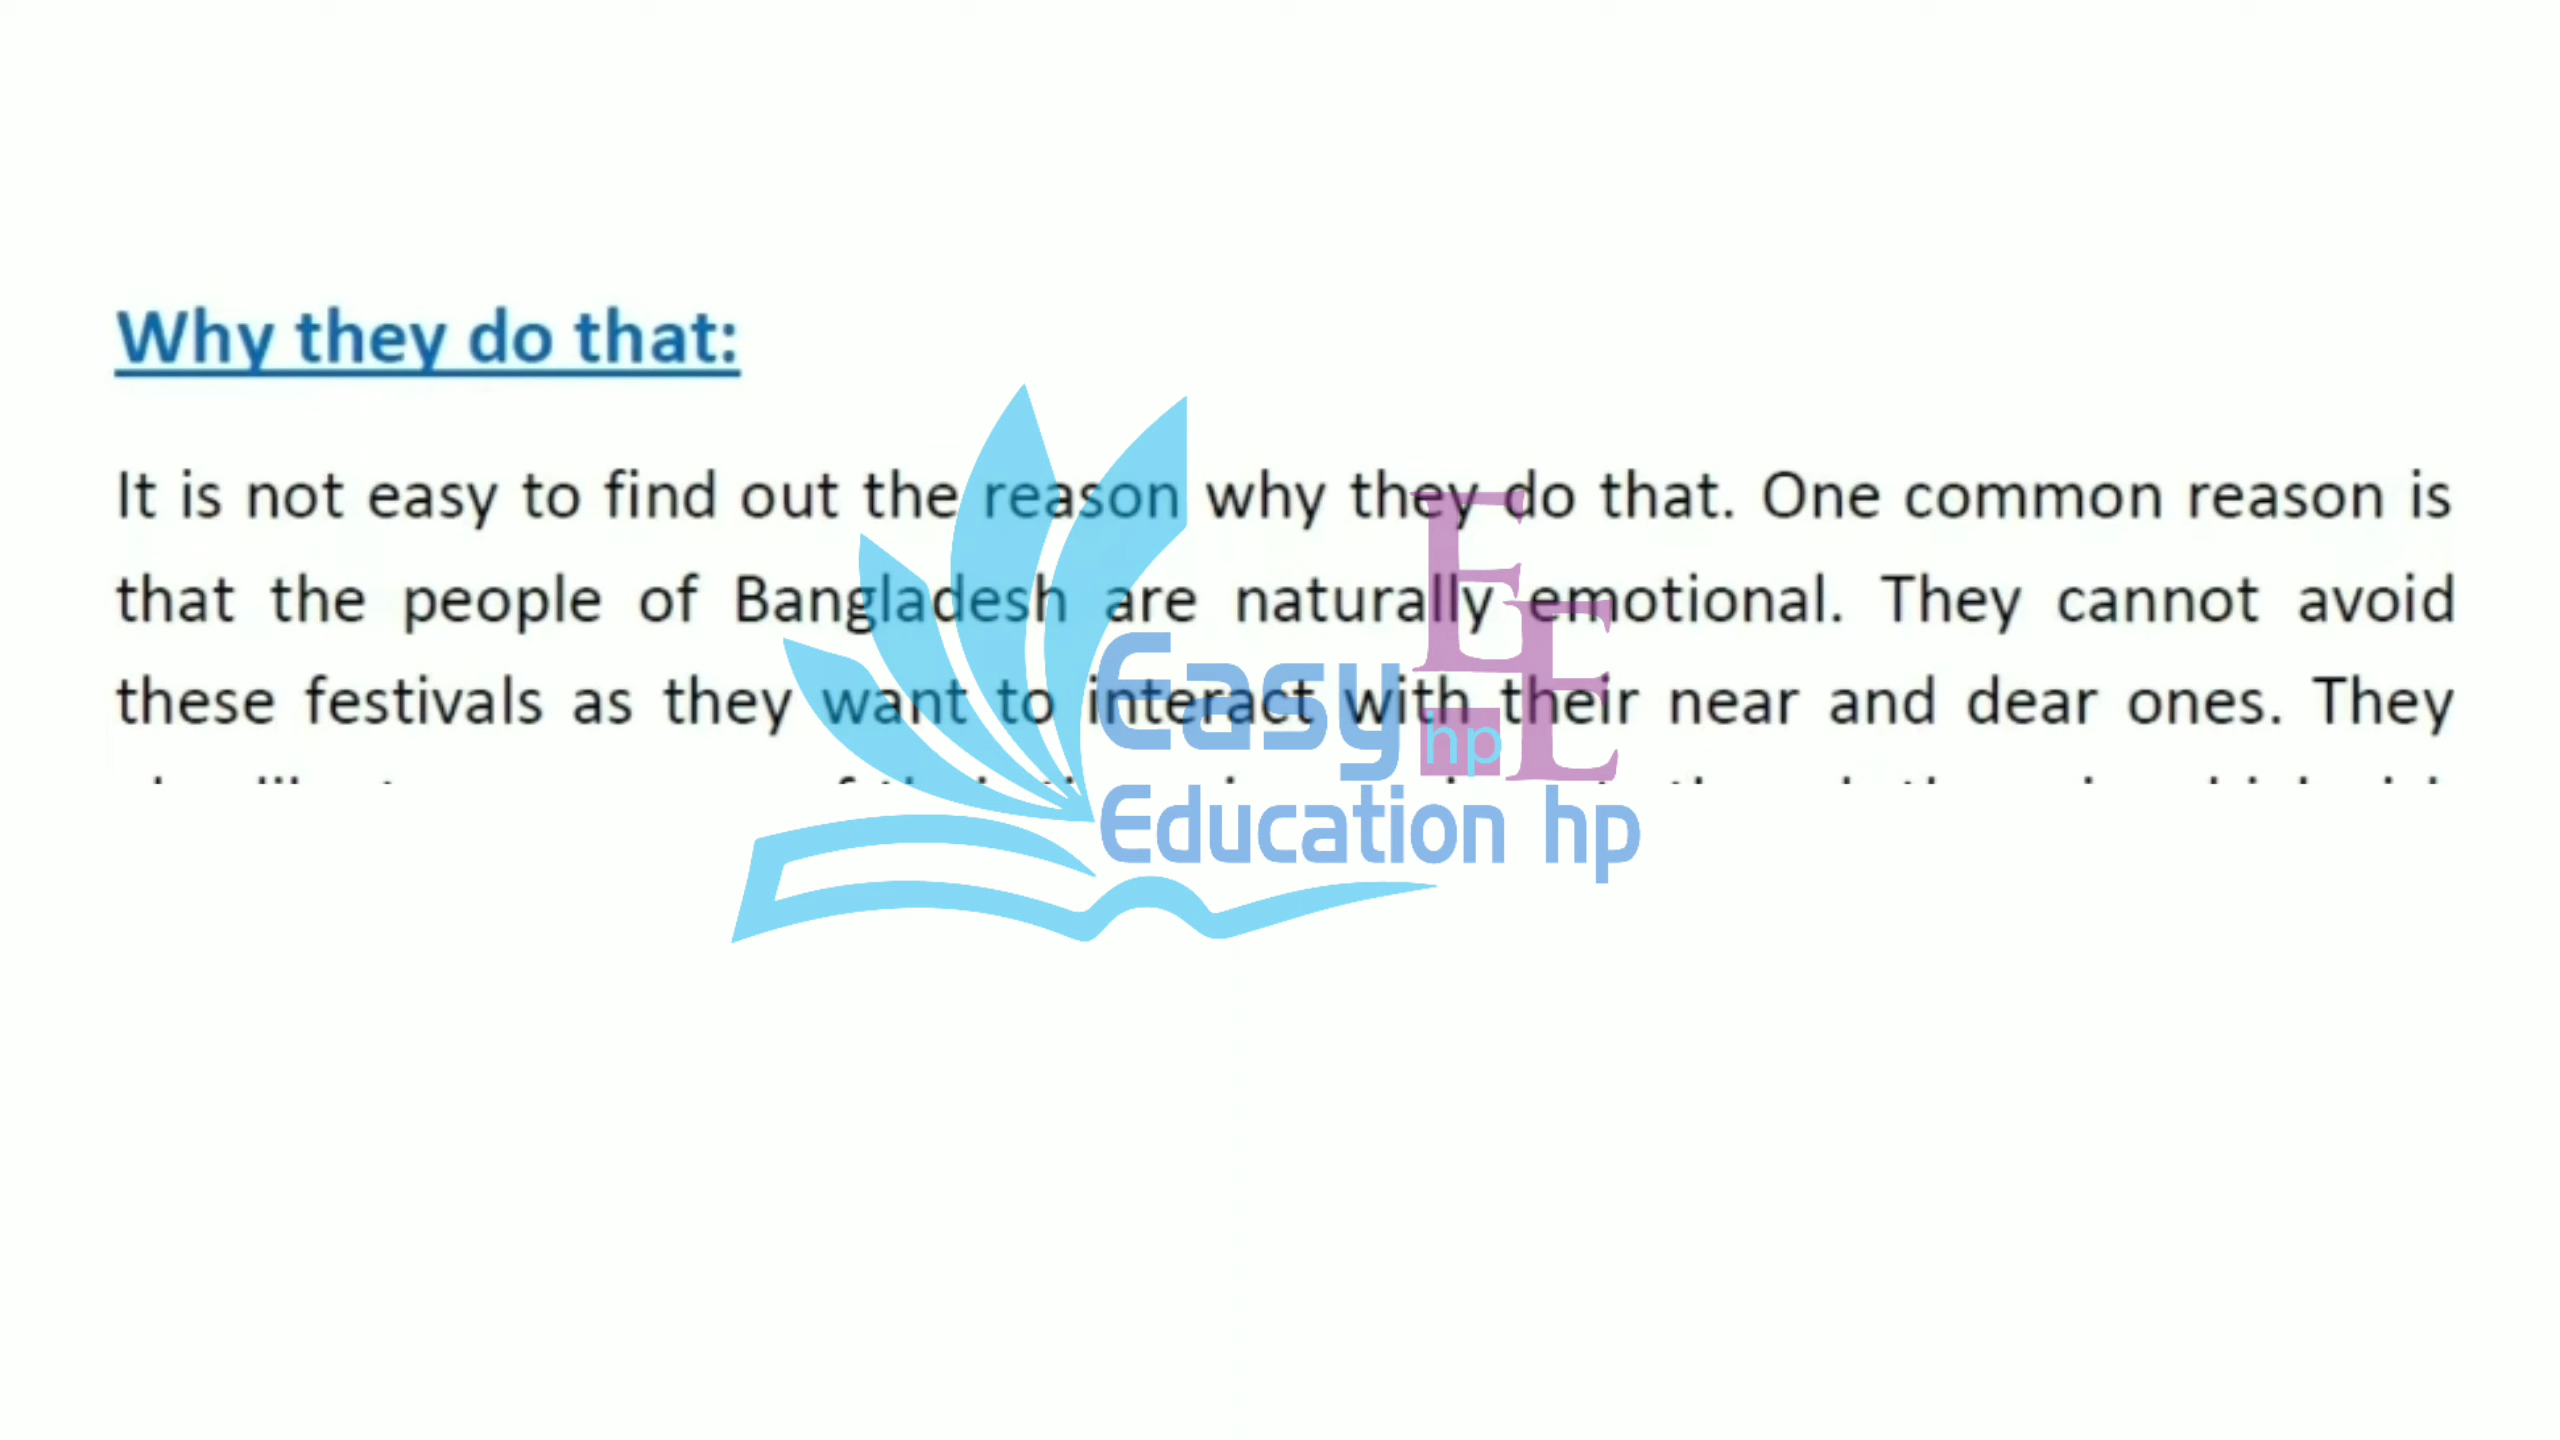 Why they do that:
It is not easy to find out the reason why they do that. One common reason is
that the people of Bangladesh are naturally emotional. They cannot avoid
these festivals as they want to interact with their near and dear ones. They
EE
hp
Easy
Education hp